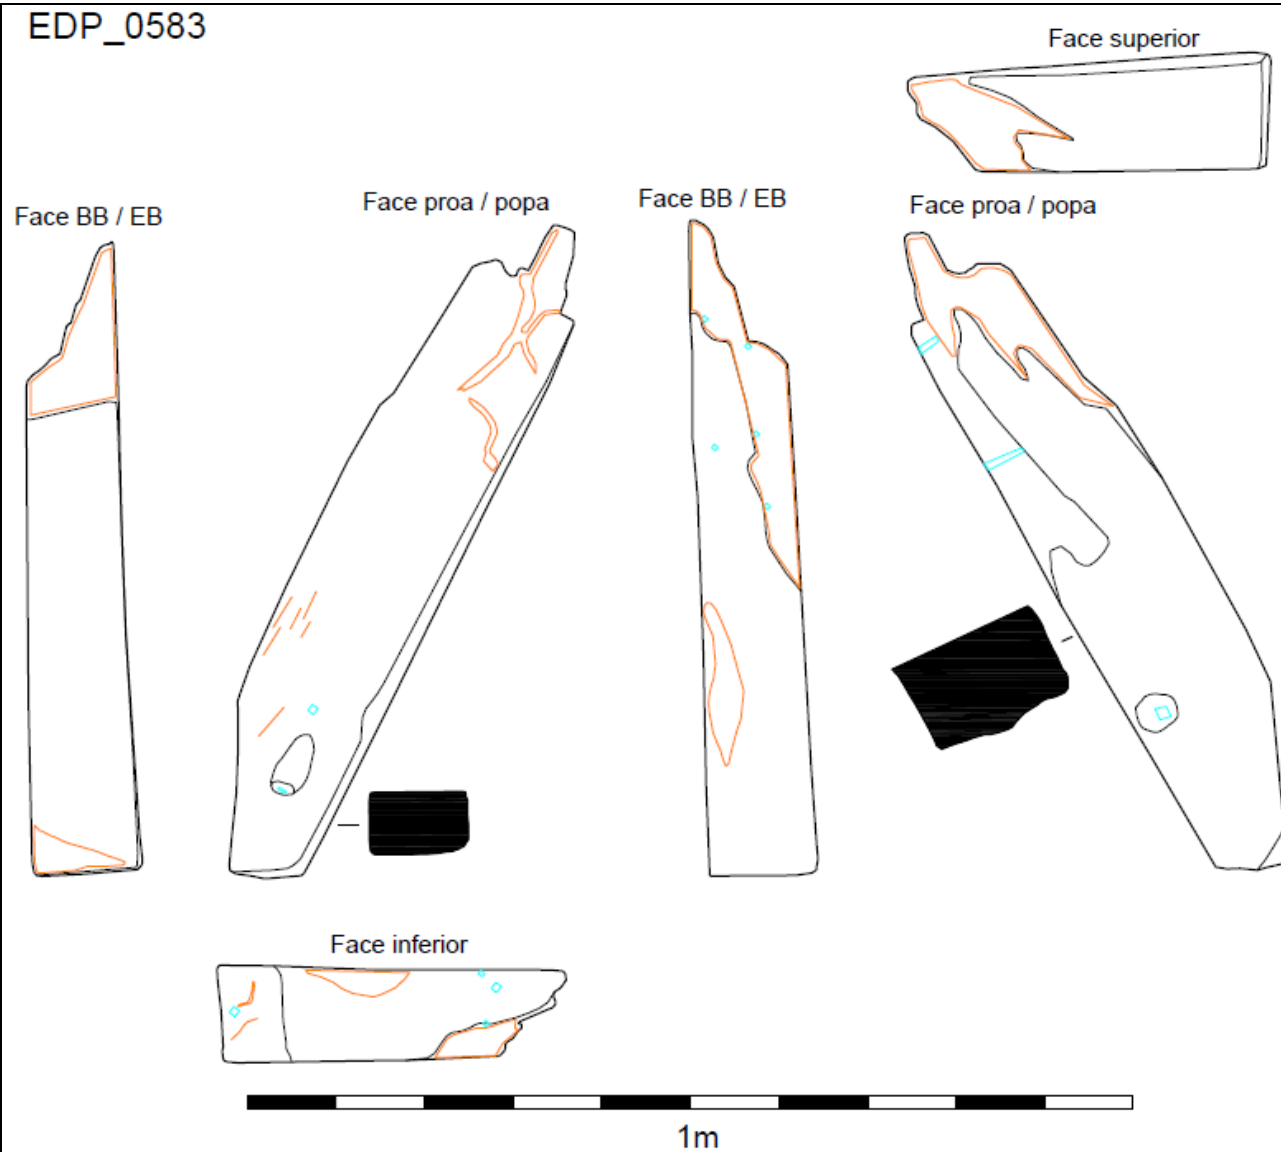 EDP_0583
Face superior
Face BB / EB
Face proa / popa
Face BB / EB
Face proa / popa
Face inferior
1m